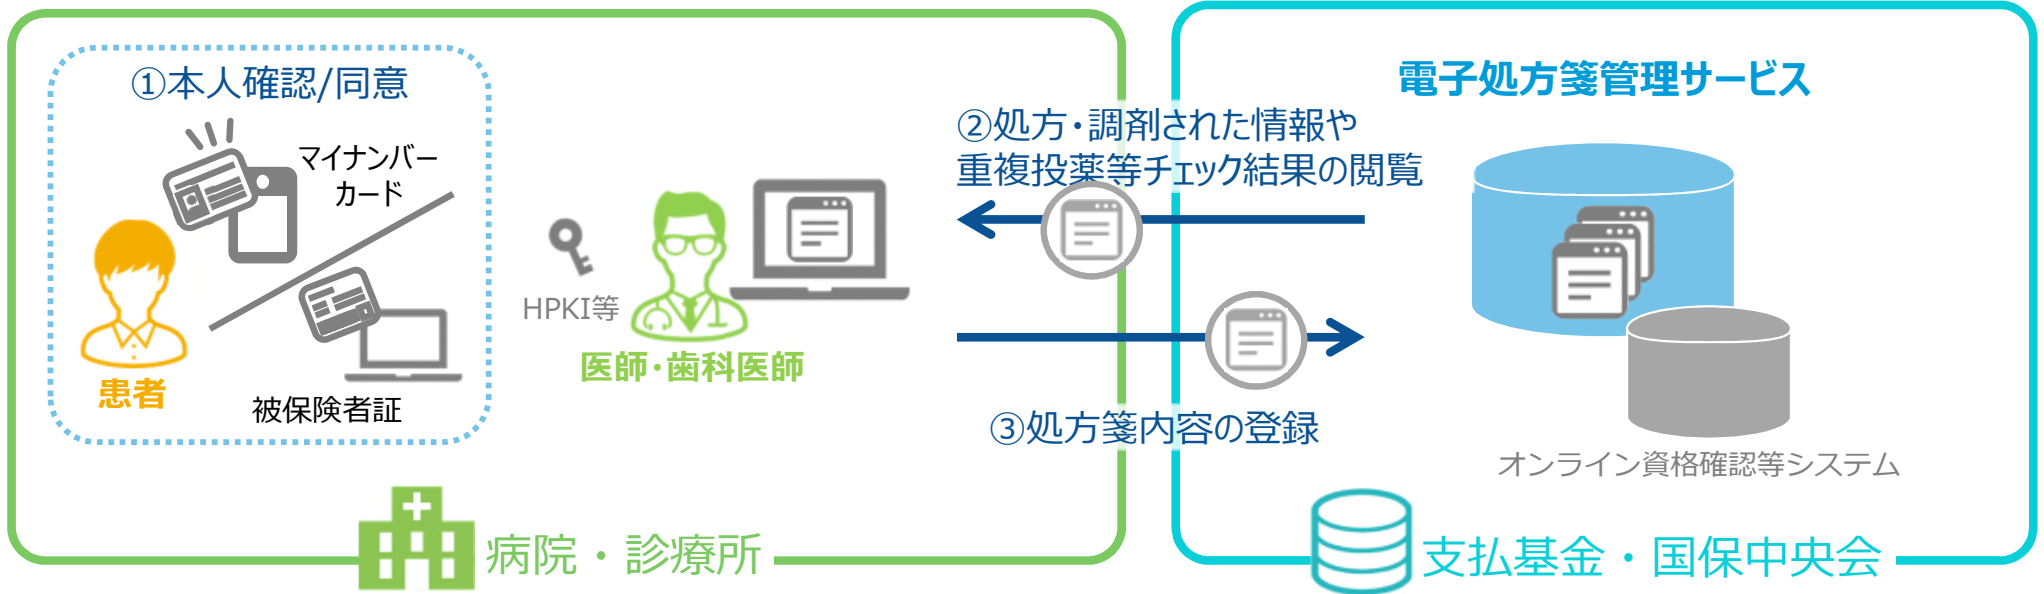 ①本人確認/同意
マイナンバー
カード
患者
被保険者証
HPKI等
医師・歯科医師
②処方・調剤された情報や
重複投薬等チェック結果の閲覧
③処方箋内容の登録
病院・診療所
電子処方箋管理サービス
オンライン資格確認等システム
支払基金・国保中央会